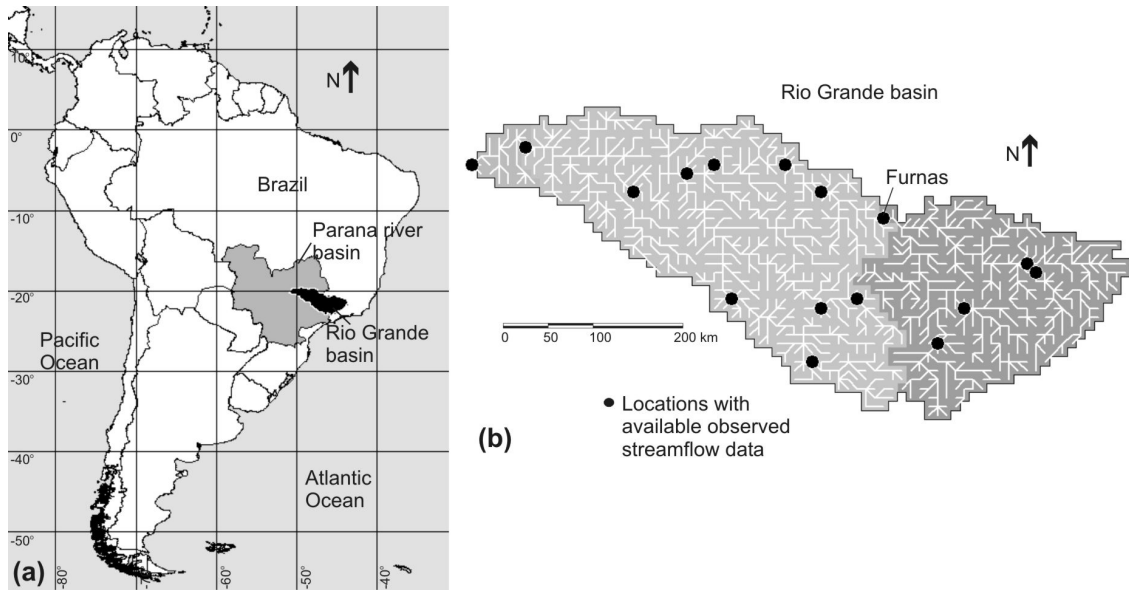 10°
0°
-10°
-20°
-30°
-40°
-50°
-80°
-70°
-60°
-50°
-40°
N
Brazil
Parana river
basin
Rio Grande
basin
Pacific
Ocean
Atlantic
Ocean
(a)
Rio Grande basin
N
Furnas
0 50 100 200 km
Locations with
available observed
streamflow data
(b)